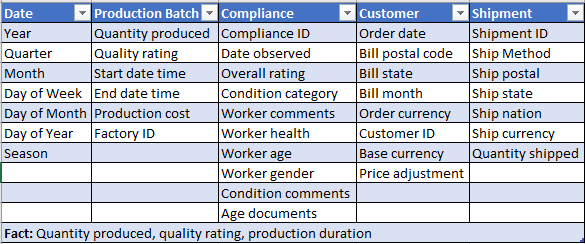 Date Production Batch Compliance Customer Shipment
Year Quantity produced Compliance ID Order date Shipment ID
Quarter Quality rating Date observed Bill postal code Ship Method
Month Start date time Overall rating Bill state Ship postal
Day of Week End date time Condition category Bill month Ship state
Day of Month Production cost Worker comments Order currency Ship nation
Day of Year Factory ID Worker health Customer ID Ship currency
Season Worker age Base currency Quantity shipped
Worker gender Price adjustment
Condition comments
Age documents
Fact: Quantity produced, quality rating, production duration